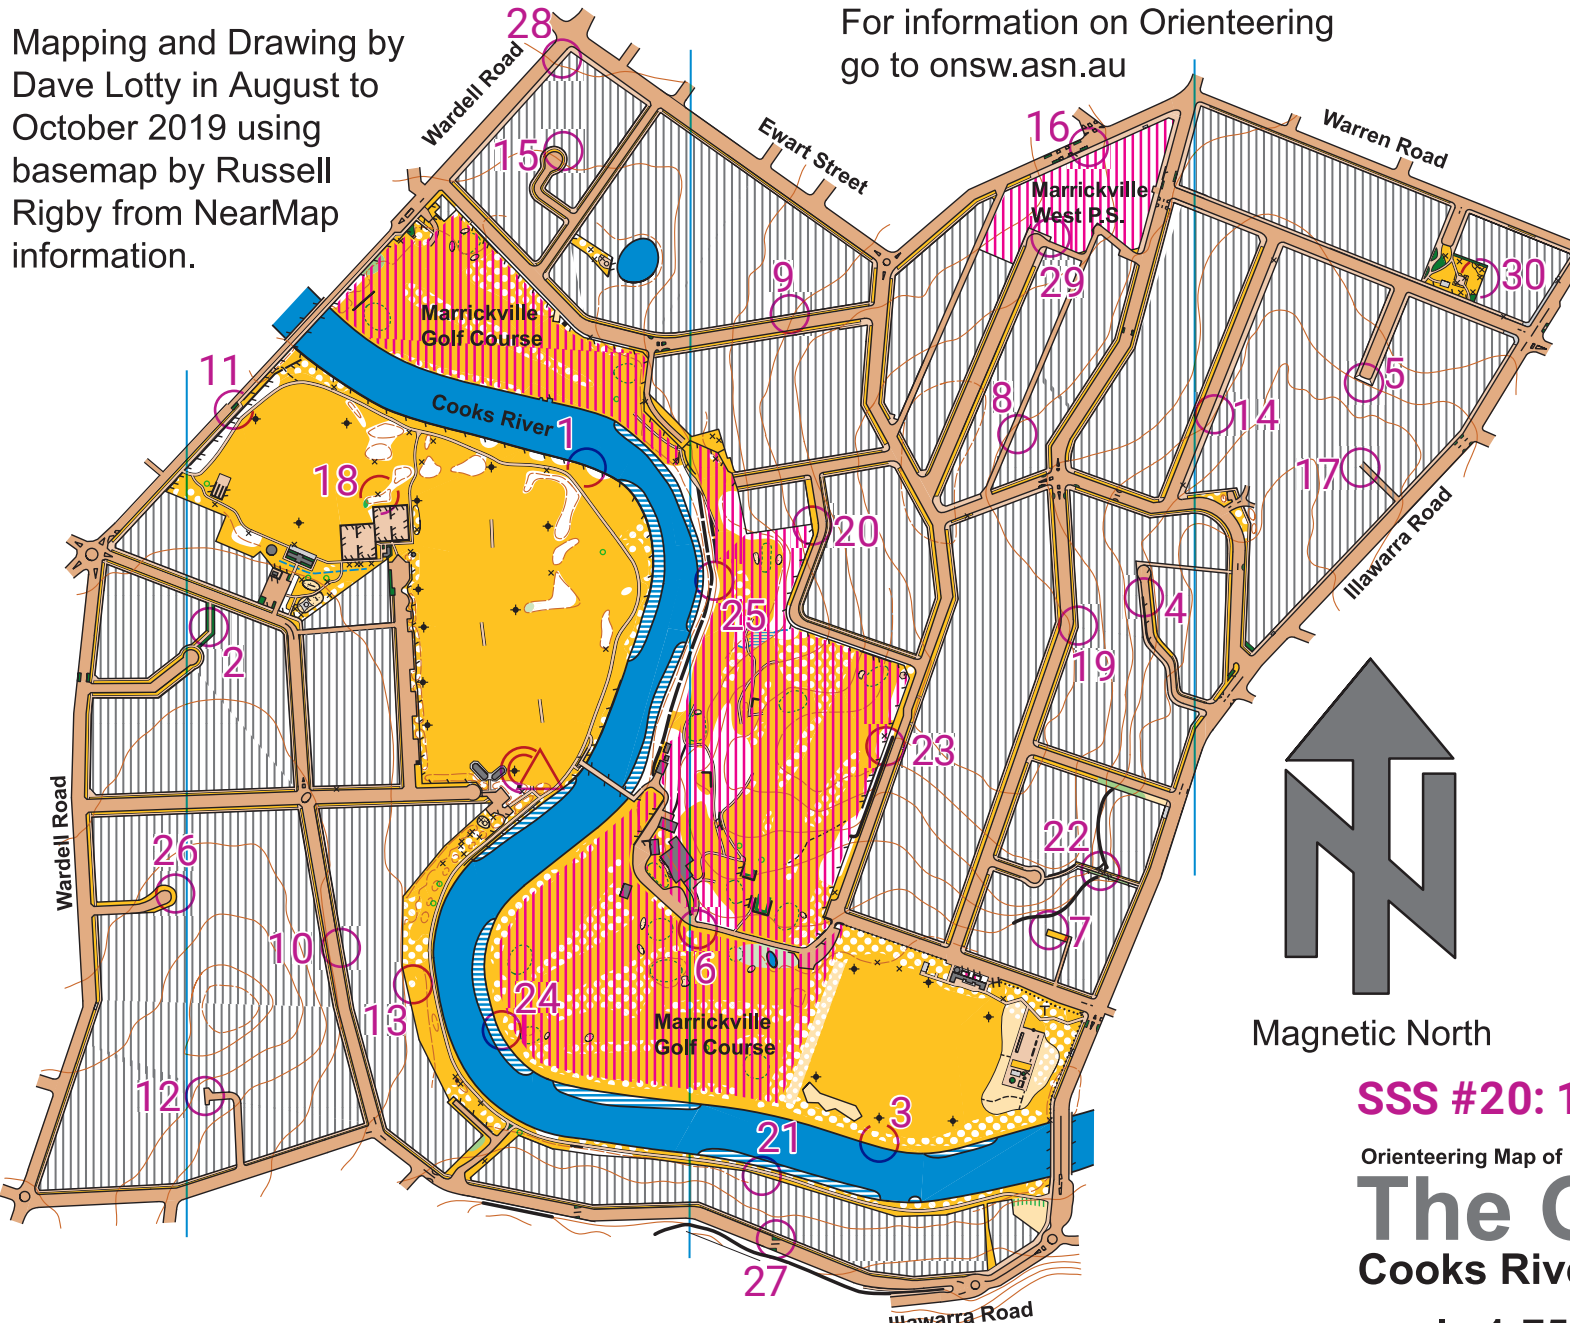 Mapping and Drawing by
Dave Lotty in August to
October 2019 using
basemap by Russell
Rigby from NearMap
information.
For information on Orienteering
go to onsw.asn.au
28
Wardell Road
15
Ewart Street
16
Warren Road
Marrickville
West P.S.
29
30
9
Marrickville
Golf Course
11
Cooks River
1
8
5
14
18
17
20
Illawarra Road
25
4
2
19
23
Wardell Road
26
22
10
7
6
24
13
Marrickville
Golf Course
Magnetic North
12
3
21
27
SSS #20: 1
Orienteering Map of
The
Cooks
Illawarra Road